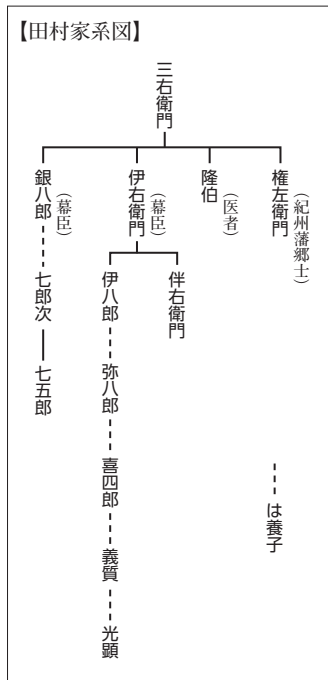 【田村家系図】
三右衛門
権左衛門
（紀州藩郷士）
隆伯
（医者）
伊右衛門
（幕臣）
銀八郎
（幕臣）
伴右衛門
伊八郎
弥八郎
喜四郎
義質
光顕
七郎次
七五郎
は養子